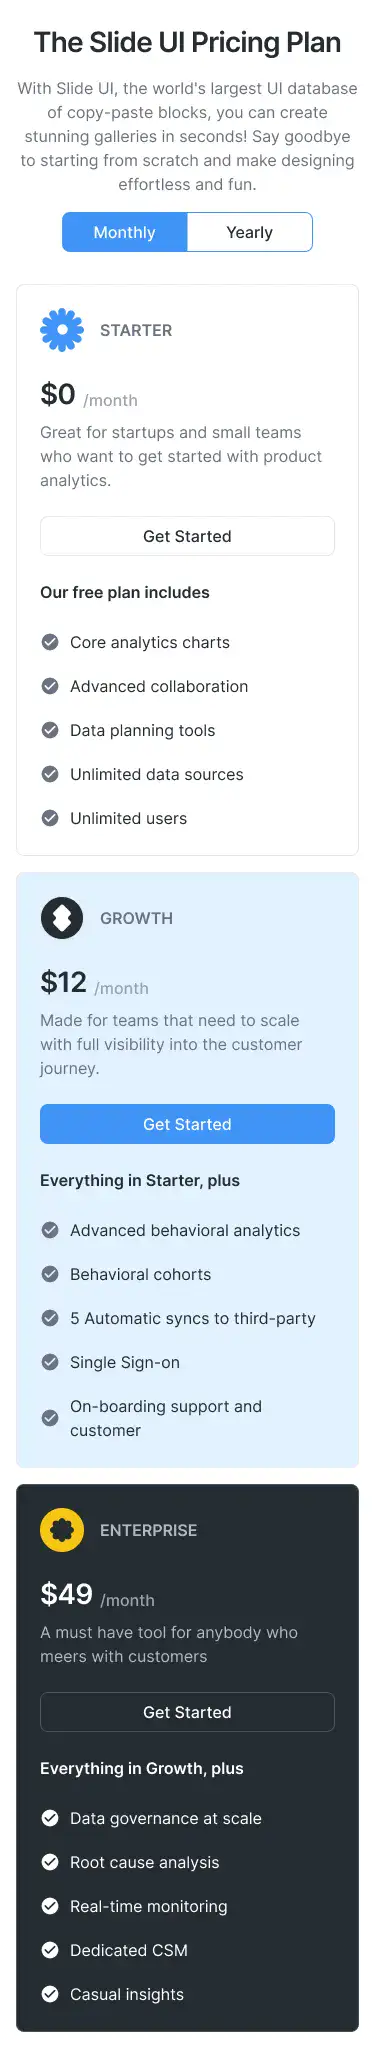 The Slide UI Pricing Plan
With Slide UI, the world's largest UI database
of copy-paste blocks, you can create
stunning galleries in seconds! Say goodbye
to starting from scratch and make designing
effortless and fun.
Monthly
Yearly
STARTER
$0 /month
Great for startups and small teams
who want to get started with product
analytics.
Get Started
Our free plan includes
Core analytics charts
Advanced collaboration
Data planning tools
Unlimited data sources
Unlimited users
GROWTH
$12 /month
Made for teams that need to scale
with full visibility into the customer
journey.
Get Started
Everything in Starter, plus
Advanced behavioral analytics
Behavioral cohorts
5 Automatic syncs to third-party
Single Sign-on
On-boarding support and
customer
ENTERPRISE
$49 /month
A must have tool for anybody who
meers with customers
Get Started
Everything in Growth, plus
Data governance at scale
Root cause analysis
Real-time monitoring
Dedicated CSM
Casual insights